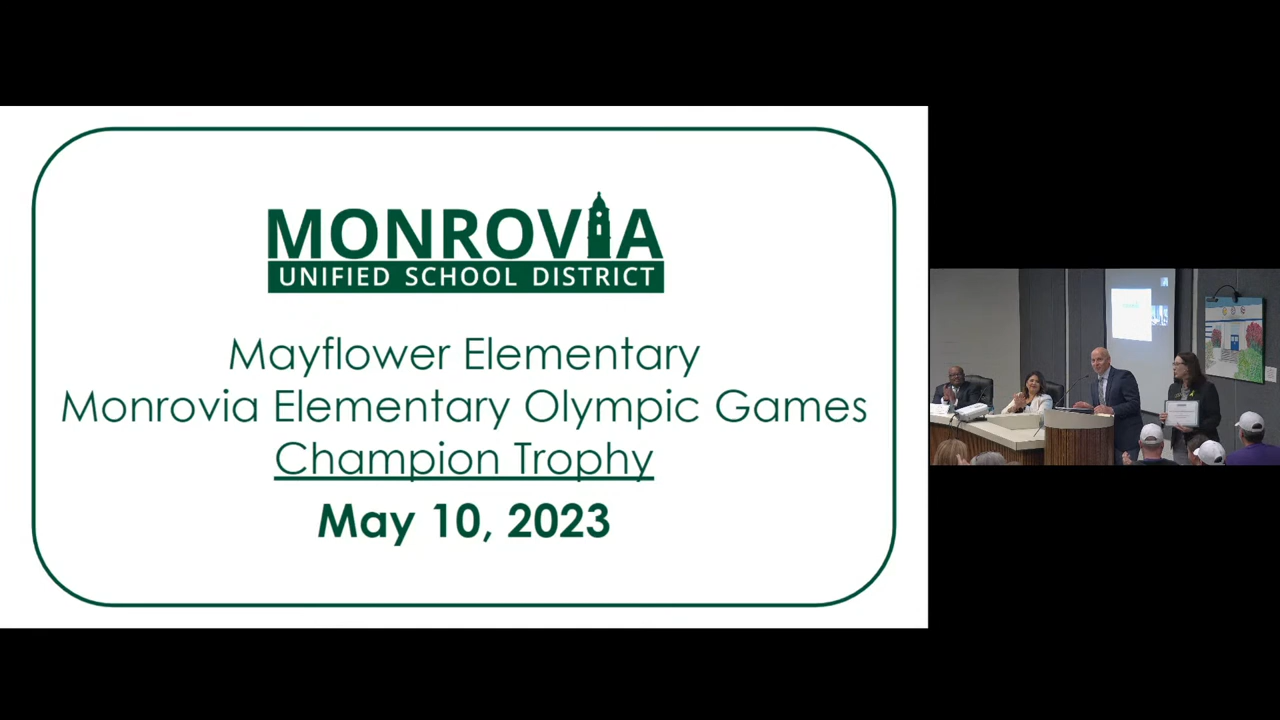 MONROVIA
UNIFIED SCHOOL DISTRICT
Mayflower Elementary
Monrovia Elementary Olympic Games
Champion Trophy
May 10, 2023